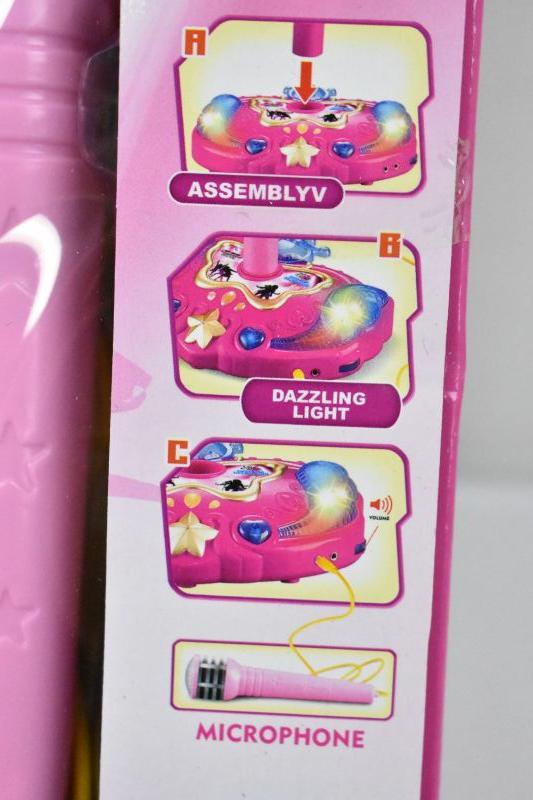 A
ASSEMBLYV
B
DAZZLING
LIGHT
C
VOLUME
MICROPHONE